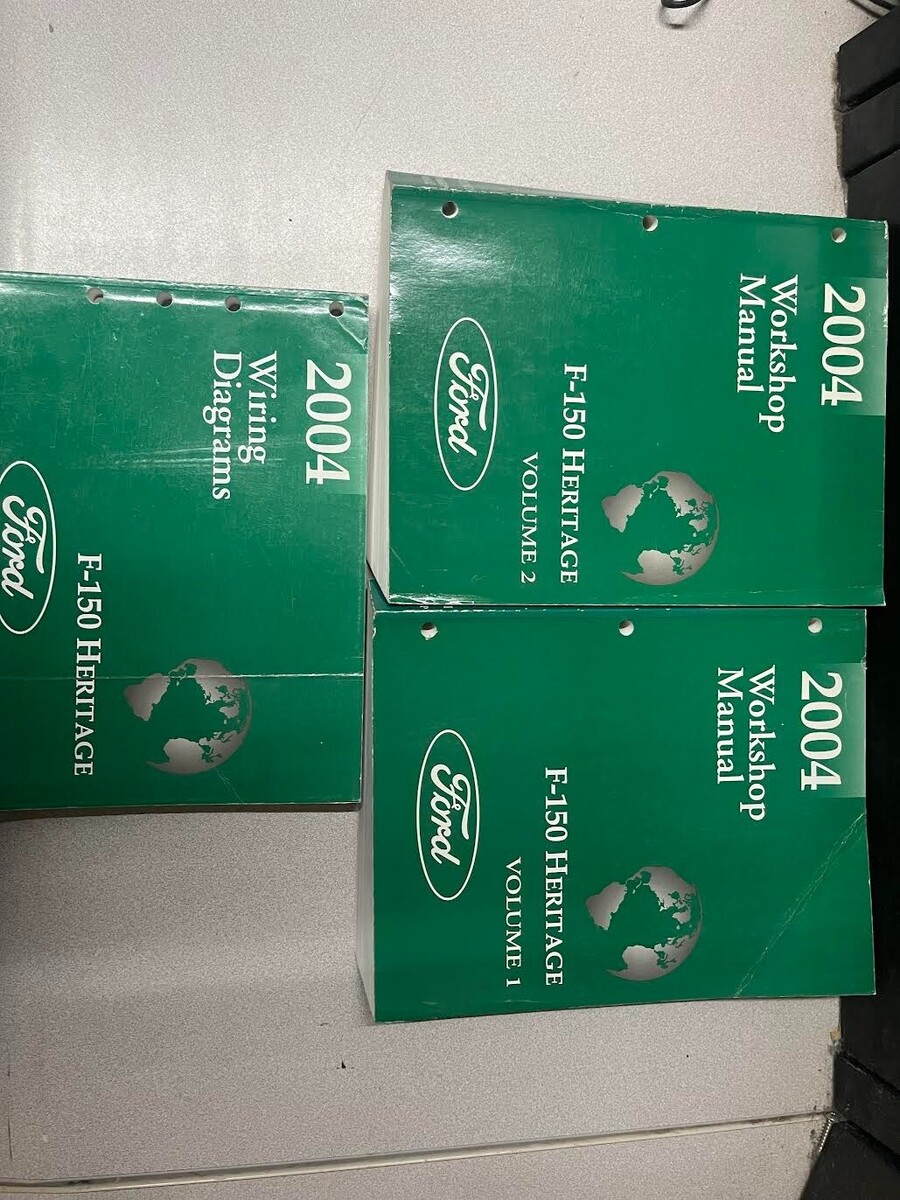 2004
Workshop
Manual
F-150 HERITAGE
VOLUME 2
Ford
2004
Workshop
Manual
F-150 HERITAGE
VOLUME 1
Ford
2004
Wiring
Diagrams
F-150 HERITAGE
Ford